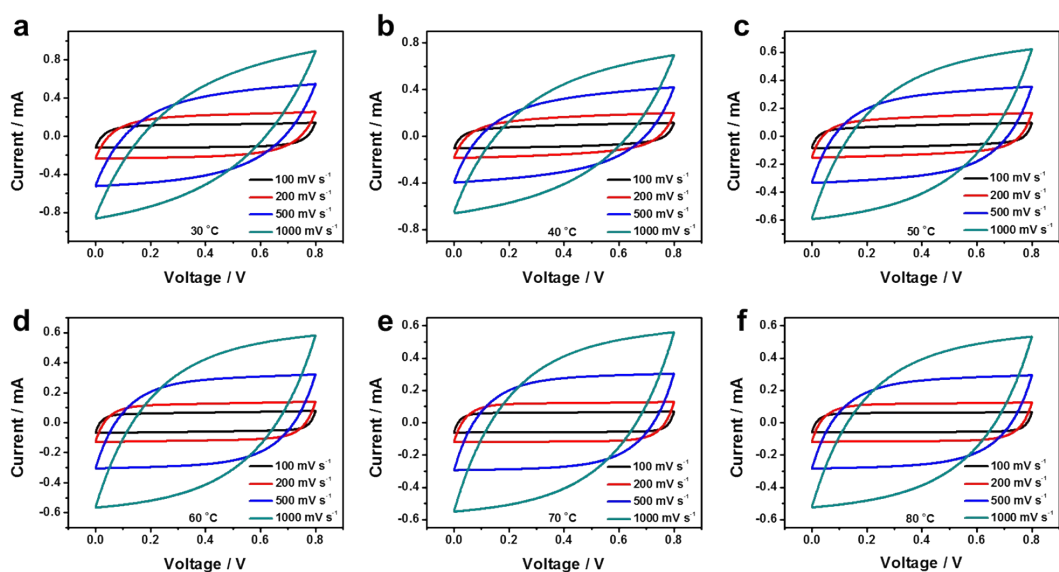 a
0.8
0.4
0.0
-0.4
-0.8
Current / mA
100 mV s⁻¹
200 mV s⁻¹
500 mV s⁻¹
1000 mV s⁻¹
30 °C
0.0 0.2 0.4 0.6 0.8
Voltage / V
b
0.8
0.4
0.0
-0.4
-0.8
Current / mA
100 mV s⁻¹
200 mV s⁻¹
500 mV s⁻¹
1000 mV s⁻¹
40 °C
0.0 0.2 0.4 0.6 0.8
Voltage / V
c
0.6
0.4
0.2
0.0
-0.2
-0.4
-0.6
Current / mA
100 mV s⁻¹
200 mV s⁻¹
500 mV s⁻¹
1000 mV s⁻¹
50 °C
0.0 0.2 0.4 0.6 0.8
Voltage / V
d
0.6
0.4
0.2
0.0
-0.2
-0.4
-0.6
Current / mA
100 mV s⁻¹
200 mV s⁻¹
500 mV s⁻¹
1000 mV s⁻¹
60 °C
0.0 0.2 0.4 0.6 0.8
Voltage / V
e
0.6
0.4
0.2
0.0
-0.2
-0.4
-0.6
Current / mA
100 mV s⁻¹
200 mV s⁻¹
500 mV s⁻¹
1000 mV s⁻¹
70 °C
0.0 0.2 0.4 0.6 0.8
Voltage / V
f
0.6
0.4
0.2
0.0
-0.2
-0.4
-0.6
Current / mA
100 mV s⁻¹
200 mV s⁻¹
500 mV s⁻¹
1000 mV s⁻¹
80 °C
0.0 0.2 0.4 0.6 0.8
Voltage / V